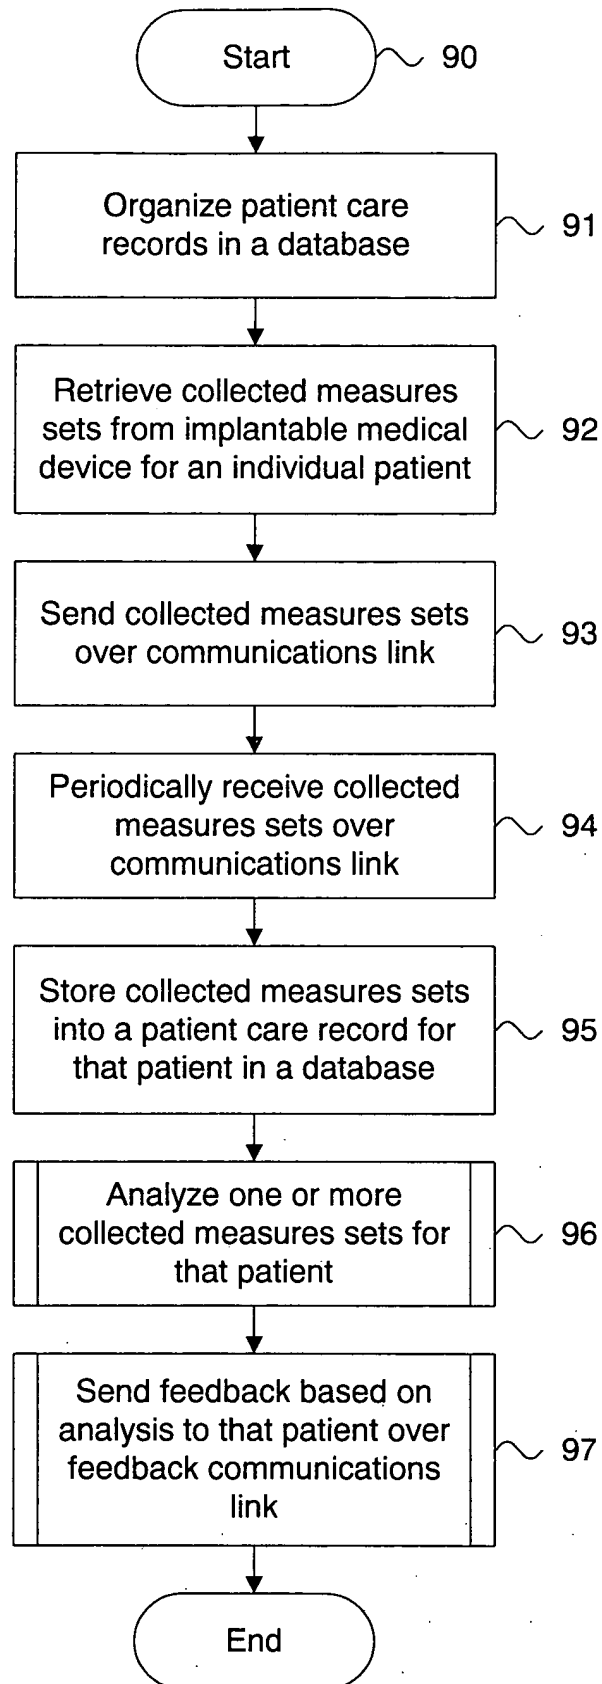 Start
90
Organize patient care
records in a database
91
Retrieve collected measures
sets from implantable medical
device for an individual patient
92
Send collected measures sets
over communications link
93
Periodically receive collected
measures sets over
communications link
94
Store collected measures sets
into a patient care record for
that patient in a database
95
Analyze one or more
collected measures sets for
that patient
96
Send feedback based on
analysis to that patient over
feedback communications
link
97
End